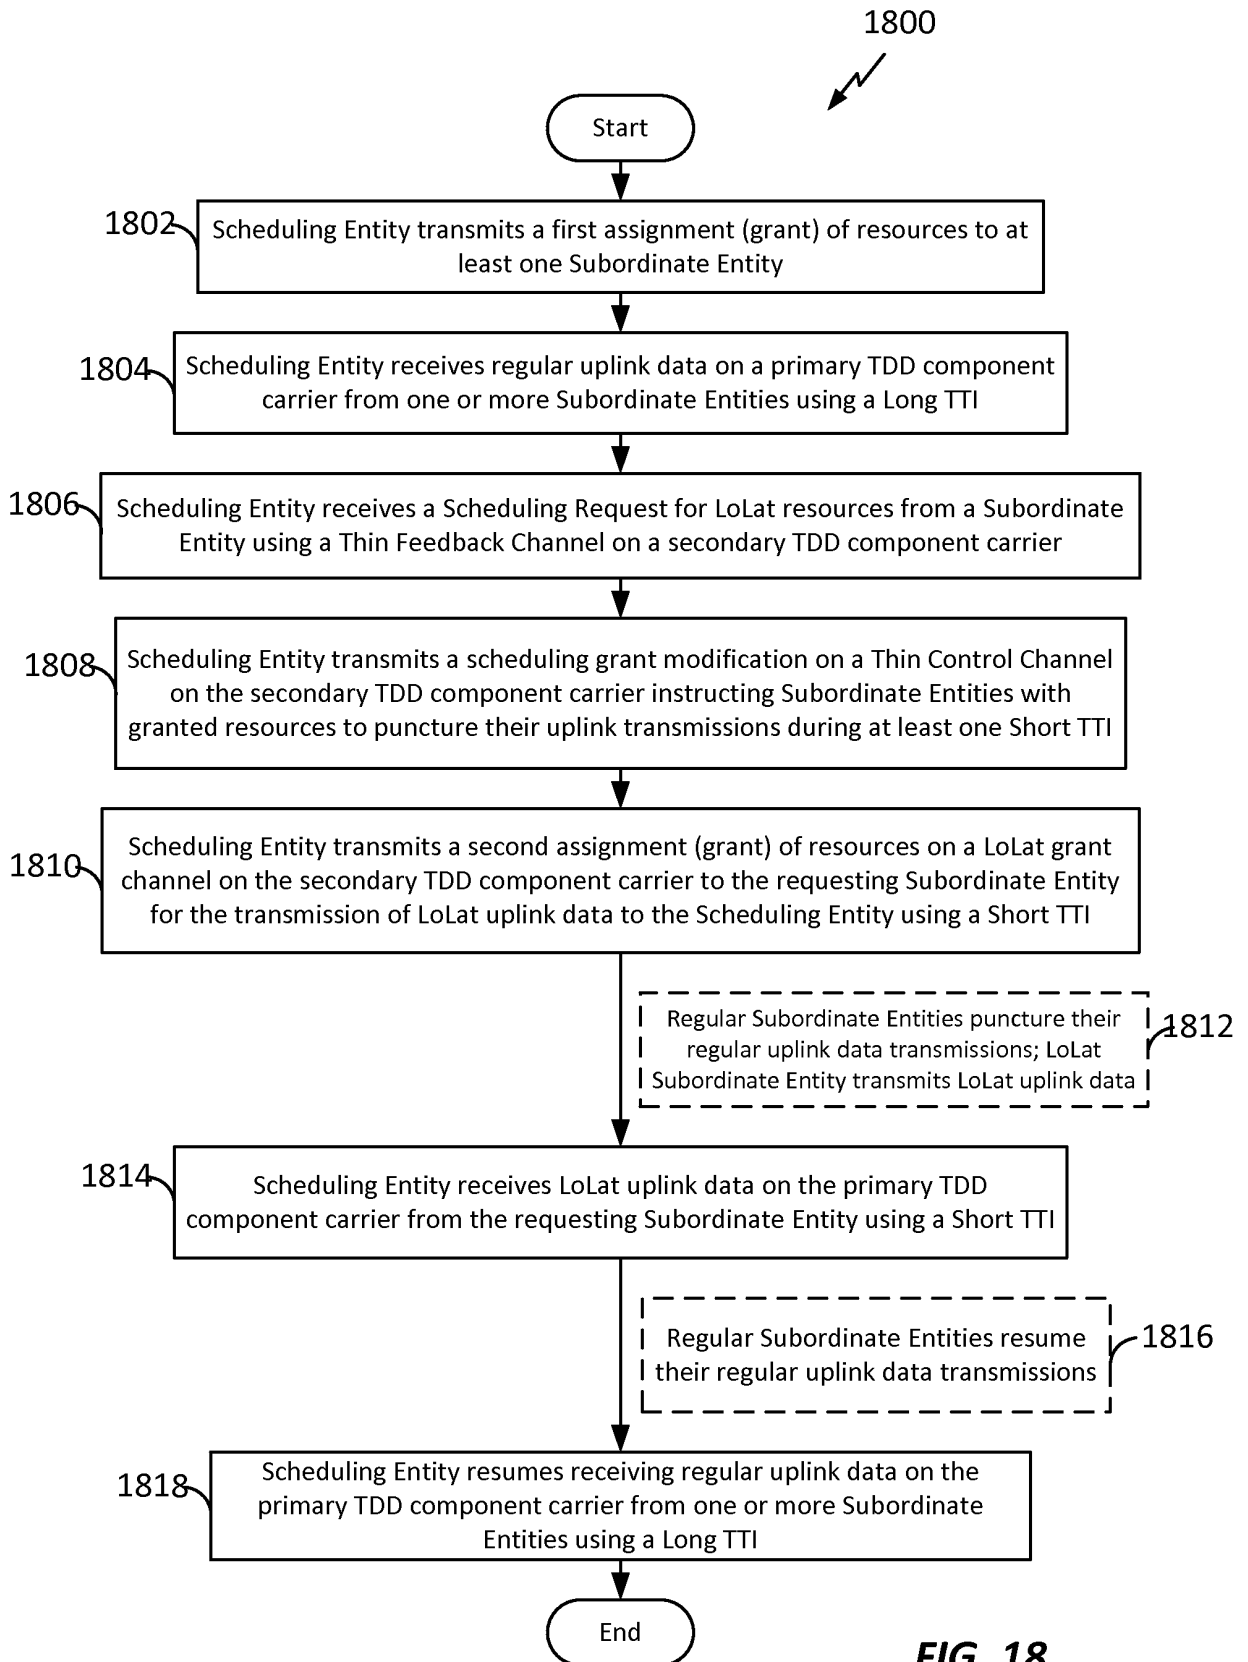 1800
Start
1802
Scheduling Entity transmits a first assignment (grant) of resources to at
least one Subordinate Entity
1804
Scheduling Entity receives regular uplink data on a primary TDD component
carrier from one or more Subordinate Entities using a Long TTI
1806
Scheduling Entity receives a Scheduling Request for LoLat resources from a Subordinate
Entity using a Thin Feedback Channel on a secondary TDD component carrier
1808
Scheduling Entity transmits a scheduling grant modification on a Thin Control Channel
on the secondary TDD component carrier instructing Subordinate Entities with
granted resources to puncture their uplink transmissions during at least one Short TTI
1810
Scheduling Entity transmits a second assignment (grant) of resources on a LoLat grant
channel on the secondary TDD component carrier to the requesting Subordinate Entity
for the transmission of LoLat uplink data to the Scheduling Entity using a Short TTI
Regular Subordinate Entities puncture their
regular uplink data transmissions; LoLat
Subordinate Entity transmits LoLat uplink data
1812
1814
Scheduling Entity receives LoLat uplink data on the primary TDD
component carrier from the requesting Subordinate Entity using a Short TTI
Regular Subordinate Entities resume
their regular uplink data transmissions
1816
1818
Scheduling Entity resumes receiving regular uplink data on the
primary TDD component carrier from one or more Subordinate
Entities using a Long TTI
End
FIG. 18